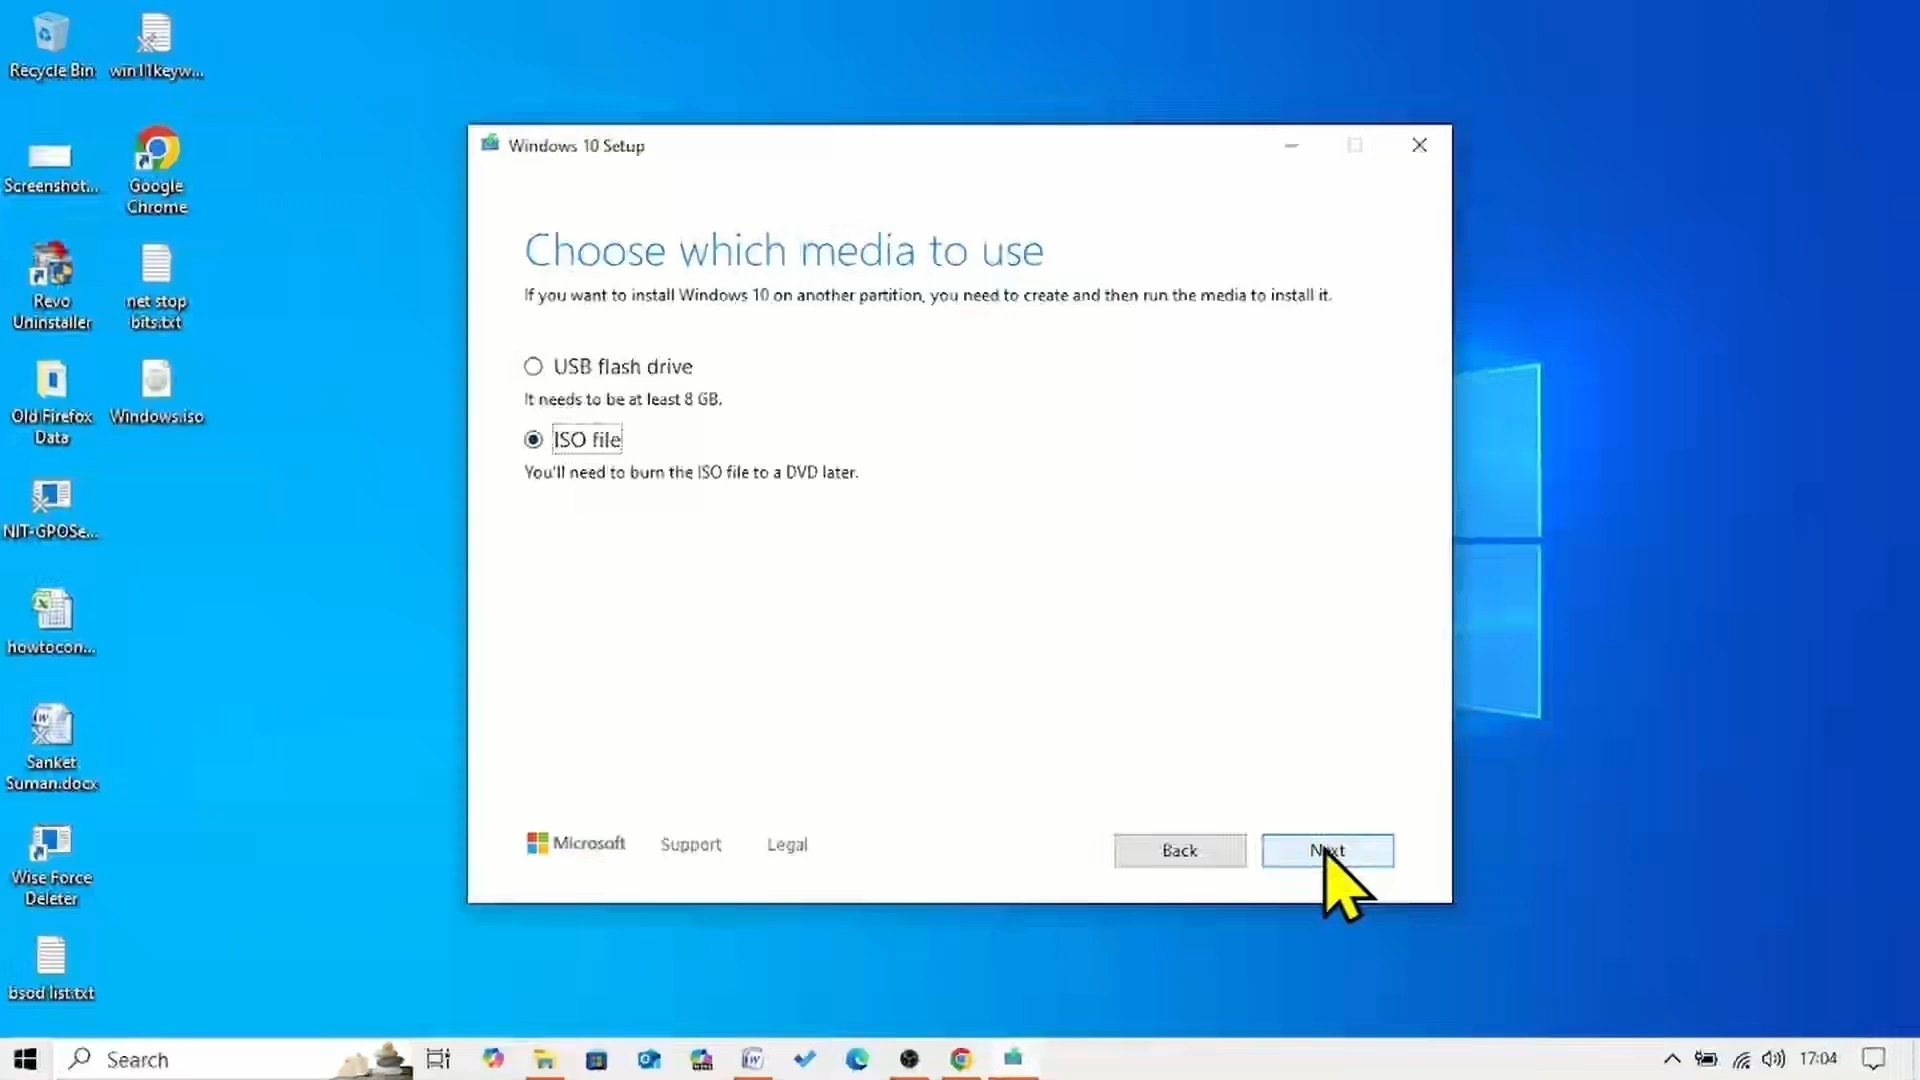 Recycle Bin
win11keyw...
Screenshot...
Google
Chrome
Revo
Uninstaller
net stop
bits.txt
Old Firefox
Data
Windows.iso
NIT-GPOSe...
howtocon...
Sanket
Suman.docx
Wise Force
Deleter
bsod list.txt
Windows 10 Setup
Choose which media to use
If you want to install Windows 10 on another partition, you need to create and then run the media to install it.
USB flash drive
It needs to be at least 8 GB.
ISO file
You'll need to burn the ISO file to a DVD later.
Microsoft
Support
Legal
Back
Next
Search
17:04